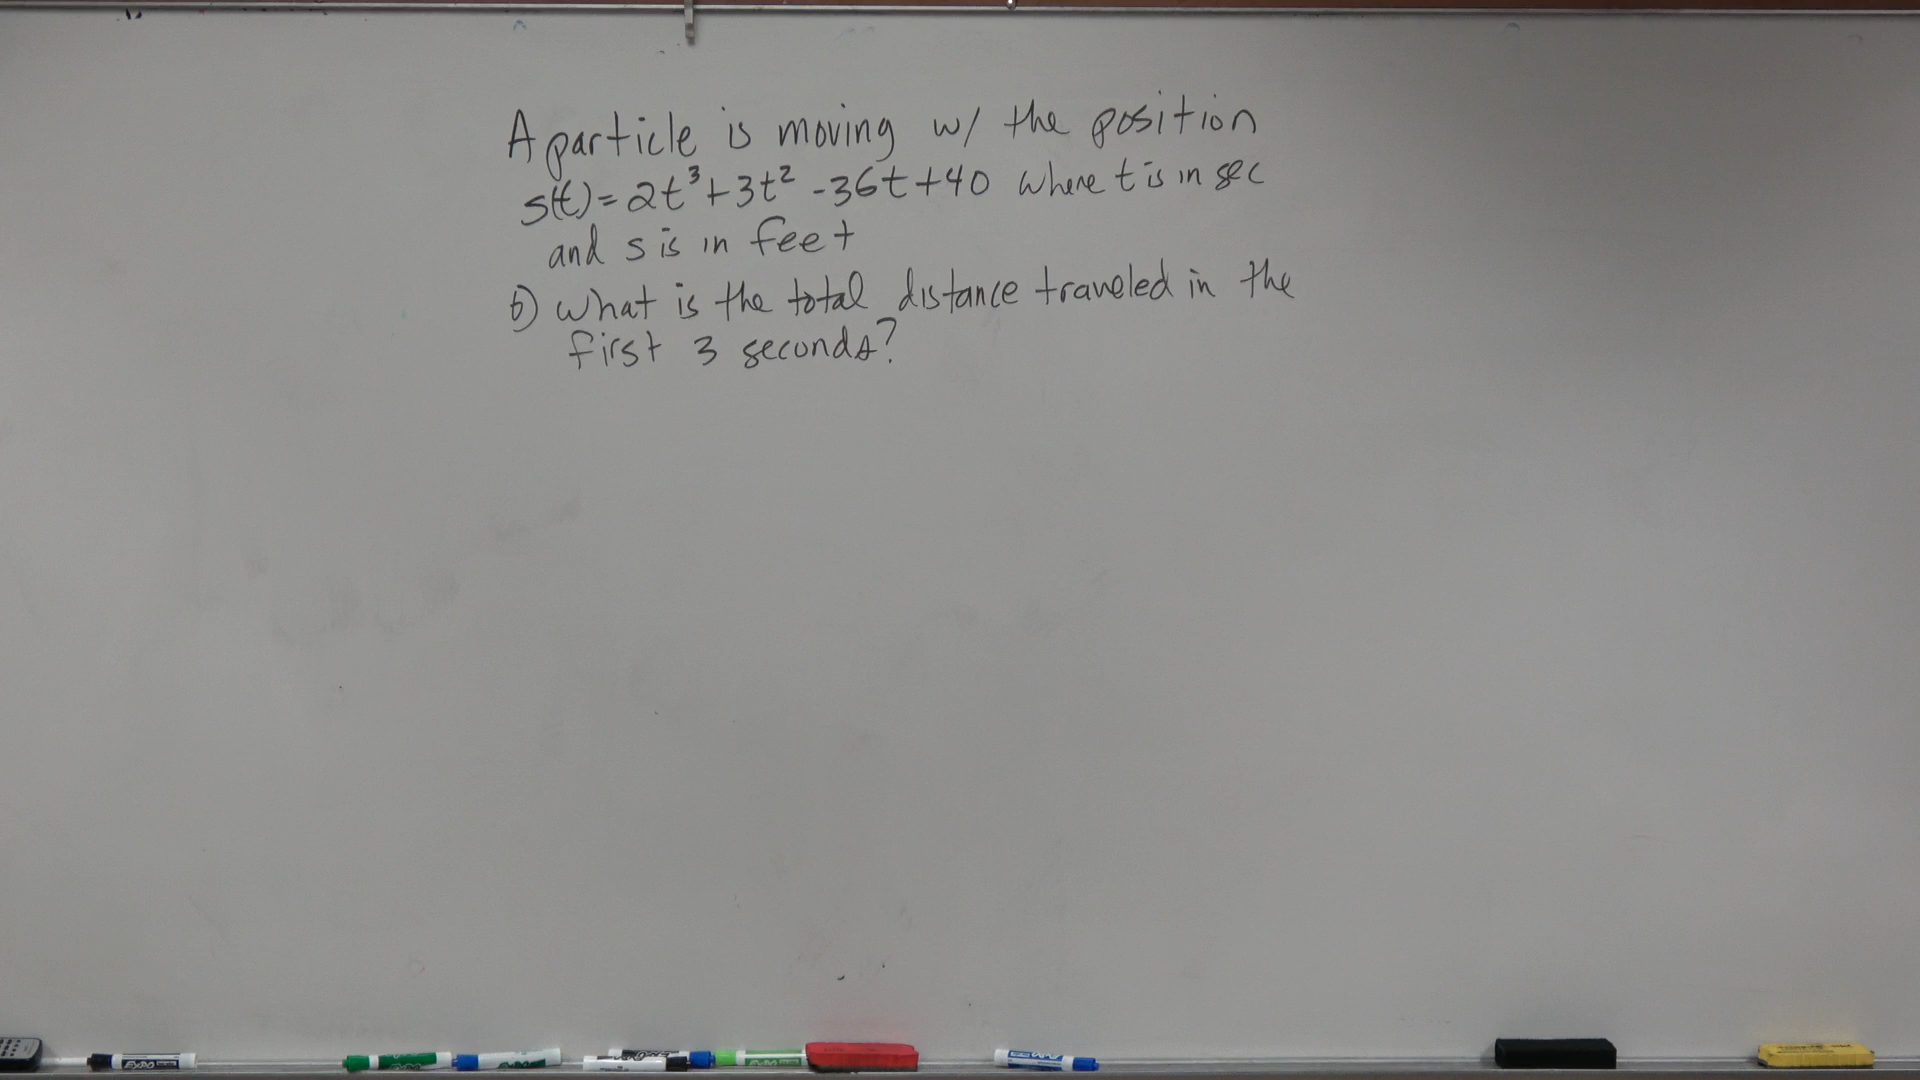 A particle is moving w/ the position
s(t)=2t³+3t²-36t+40 where t is in sec
and s is in feet
b) what is the total distance traveled in the
first 3 seconds?
EXPO